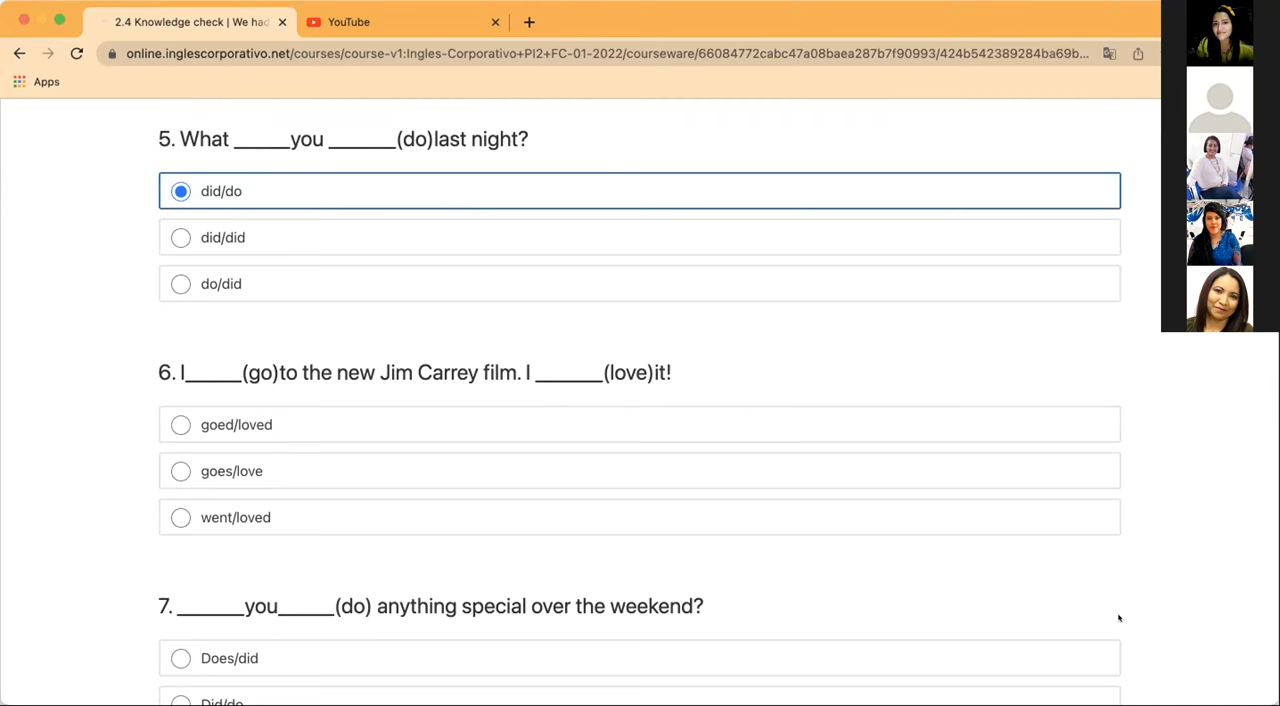 2.4 Knowledge check | We had
YouTube
online.inglescorporativo.net/courses/course-v1:Ingles-Corporativo+PI2+FC-01-2022/courseware/66084772cabc47a08baea287b7f90993/424b542389284ba69b...
Apps
5. What ______you _______(do)last night?
did/do
did/did
do/did
6. I______(go)to the new Jim Carrey film. I _______(love)it!
goed/loved
goes/love
went/loved
7. _______you______(do) anything special over the weekend?
Does/did
Did/do